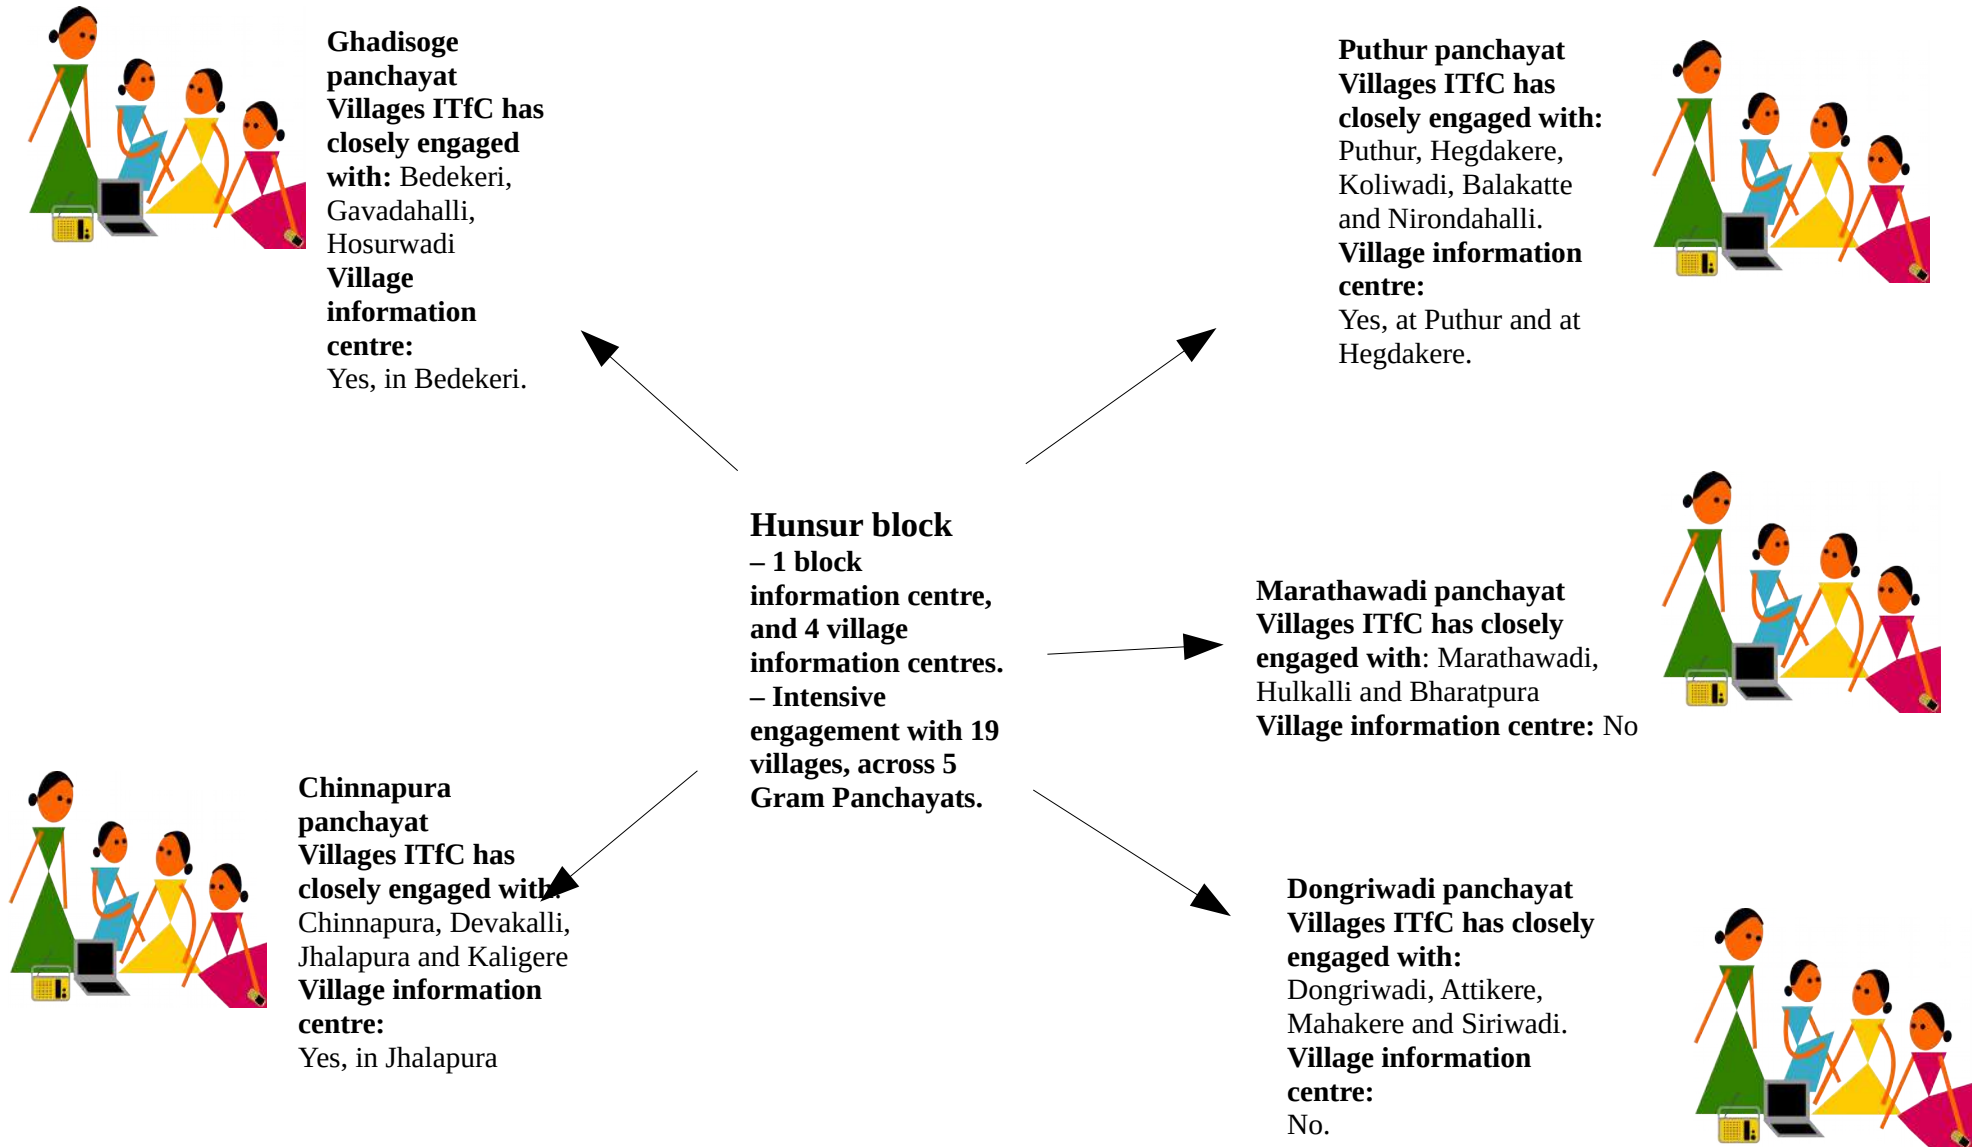 Ghadisoge
panchayat
Villages ITfC has
closely engaged
with: Bedekeri,
Gavadahalli,
Hosurwadi
Village
information
centre:
Yes, in Bedekeri.
Puthur panchayat
Villages ITfC has
closely engaged with:
Puthur, Hegdakere,
Koliwadi, Balakatte
and Nirondahalli.
Village information
centre:
Yes, at Puthur and at
Hegdakere.
Hunsur block
– 1 block
information centre,
and 4 village
information centres.
– Intensive
engagement with 19
villages, across 5
Gram Panchayats.
Marathawadi panchayat
Villages ITfC has closely
engaged with: Marathawadi,
Hulkalli and Bharatpura
Village information centre: No
Chinnapura
panchayat
Villages ITfC has
closely engaged with:
Chinnapura, Devakalli,
Jhalapura and Kaligere
Village information
centre:
Yes, in Jhalapura
Dongriwadi panchayat
Villages ITfC has closely
engaged with:
Dongriwadi, Attikere,
Mahakere and Siriwadi.
Village information
centre:
No.